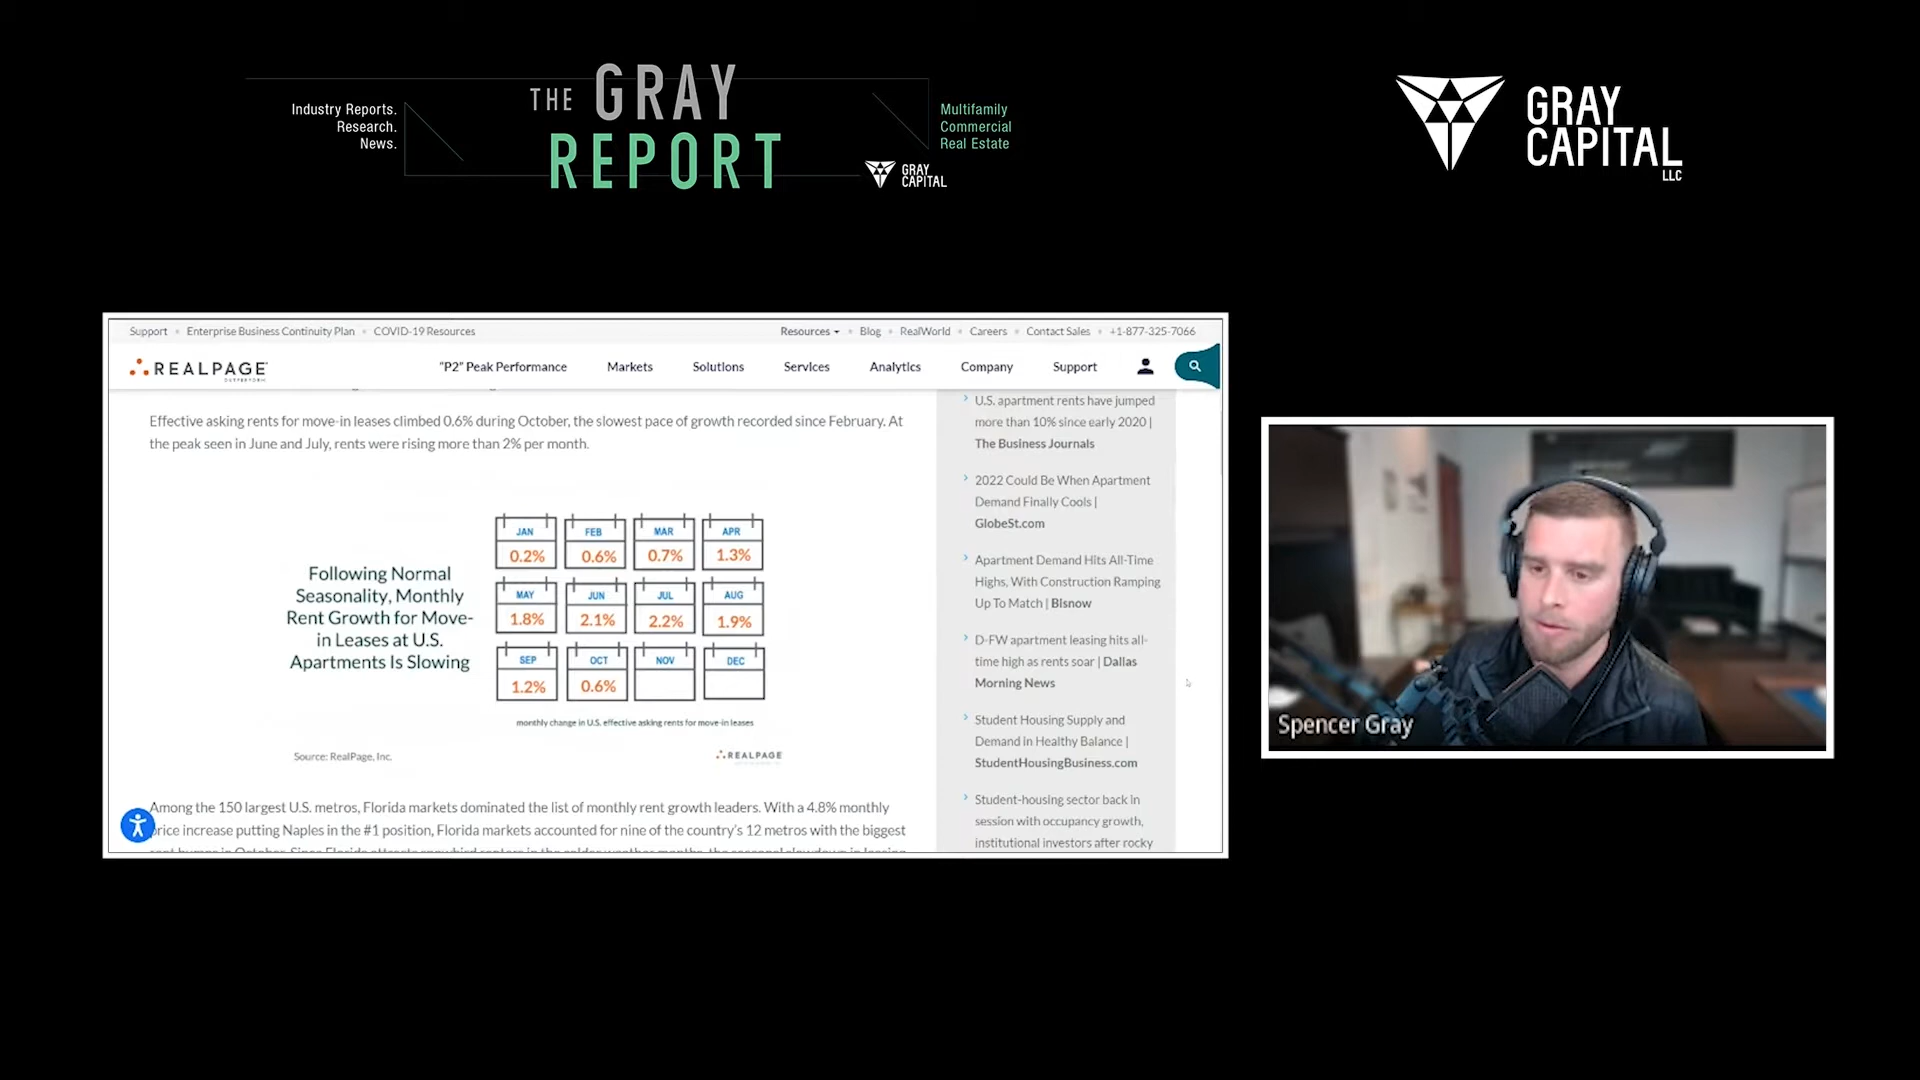 Industry Reports.
Research.
News.
THE GRAY
REPORT
Multifamily
Commercial
Real Estate
GRAY
CAPITAL
GRAY
CAPITAL
LLC
Support Enterprise Business Continuity Plan COVID-19 Resources
Resources Blog RealWorld Careers Contact Sales +1-877-325-7066
REALPAGE
"P2" Peak Performance Markets Solutions Services Analytics Company Support
Effective asking rents for move-in leases climbed 0.6% during October, the slowest pace of growth recorded since February. At
the peak seen in June and July, rents were rising more than 2% per month.
Following Normal
Seasonality, Monthly
Rent Growth for Move-
in Leases at U.S.
Apartments Is Slowing
JAN FEB MAR APR
0.2% 0.6% 0.7% 1.3%
MAY JUN JUL AUG
1.8% 2.1% 2.2% 1.9%
SEP OCT NOV DEC
1.2% 0.6%
monthly change in U.S. effective asking rents for move-in leases
Source: RealPage, Inc.
REALPAGE
Among the 150 largest U.S. metros, Florida markets dominated the list of monthly rent growth leaders. With a 4.8% monthly
price increase putting Naples in the #1 position, Florida markets accounted for nine of the country's 12 metros with the biggest
U.S. apartment rents have jumped
more than 10% since early 2020 |
The Business Journals
2022 Could Be When Apartment
Demand Finally Cools |
GlobeSt.com
Apartment Demand Hits All-Time
Highs, With Construction Ramping
Up To Match | Bisnow
D-FW apartment leasing hits all-
time high as rents soar | Dallas
Morning News
Student Housing Supply and
Demand in Healthy Balance |
StudentHousingBusiness.com
Student-housing sector back in
session with occupancy growth,
institutional investors after rocky
Spencer Gray